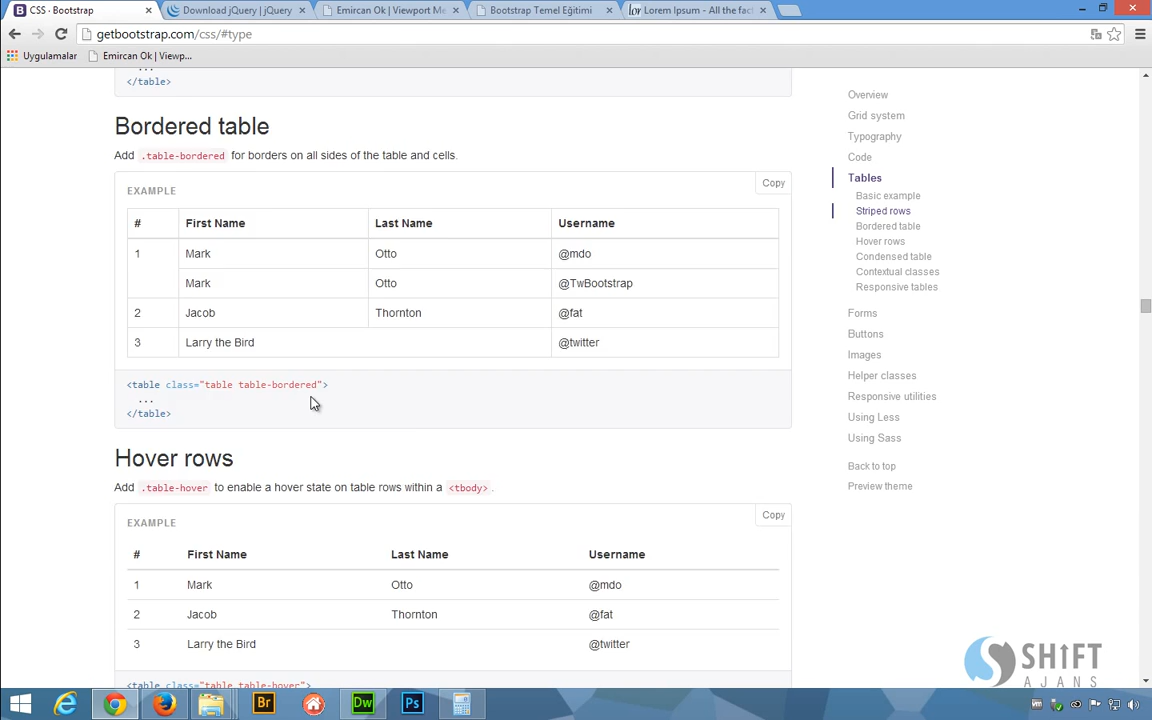 CSS · Bootstrap
Download jQuery | jQuery
Emircan Ok | Viewport Me
Bootstrap Temel Eğitimi
Lorem Ipsum - All the fac
getbootstrap.com/css/#type
Uygulamalar
Emircan Ok | Viewp...
...
</table>
Bordered table
Add .table-bordered for borders on all sides of the table and cells.
EXAMPLE
Copy
# First Name Last Name Username
1 Mark Otto @mdo
Mark Otto @TwBootstrap
2 Jacob Thornton @fat
3 Larry the Bird @twitter
<table class="table table-bordered">
...
</table>
Hover rows
Add .table-hover to enable a hover state on table rows within a <tbody>.
EXAMPLE
Copy
# First Name Last Name Username
1 Mark Otto @mdo
2 Jacob Thornton @fat
3 Larry the Bird @twitter
<table class="table table-hover">
Overview
Grid system
Typography
Code
Tables
Basic example
Striped rows
Bordered table
Hover rows
Condensed table
Contextual classes
Responsive tables
Forms
Buttons
Images
Helper classes
Responsive utilities
Using Less
Using Sass
Back to top
Preview theme
SHIFT
AJANS
Br
Dw
Ps